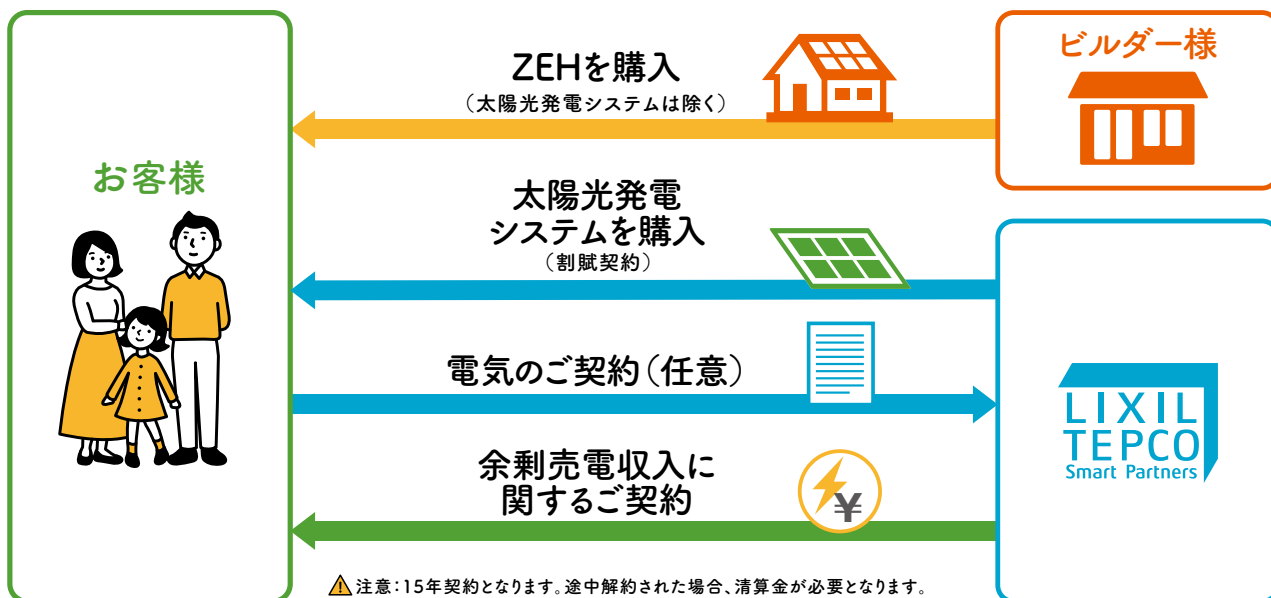 お客様
ZEHを購入
（太陽光発電システムは除く）
ビルダー様
太陽光発電
システムを購入
（割賦契約）
電気のご契約（任意）
余剰売電収入に
関するご契約
¥
LIXIL
TEPCO
Smart Partners
注意：15年契約となります。途中解約された場合、清算金が必要となります。